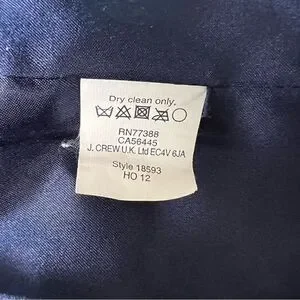 Dry clean only.
RN77388
CA56445
J. CREW U.K. Ltd EC4V 6JA
Style 18593
HO 12